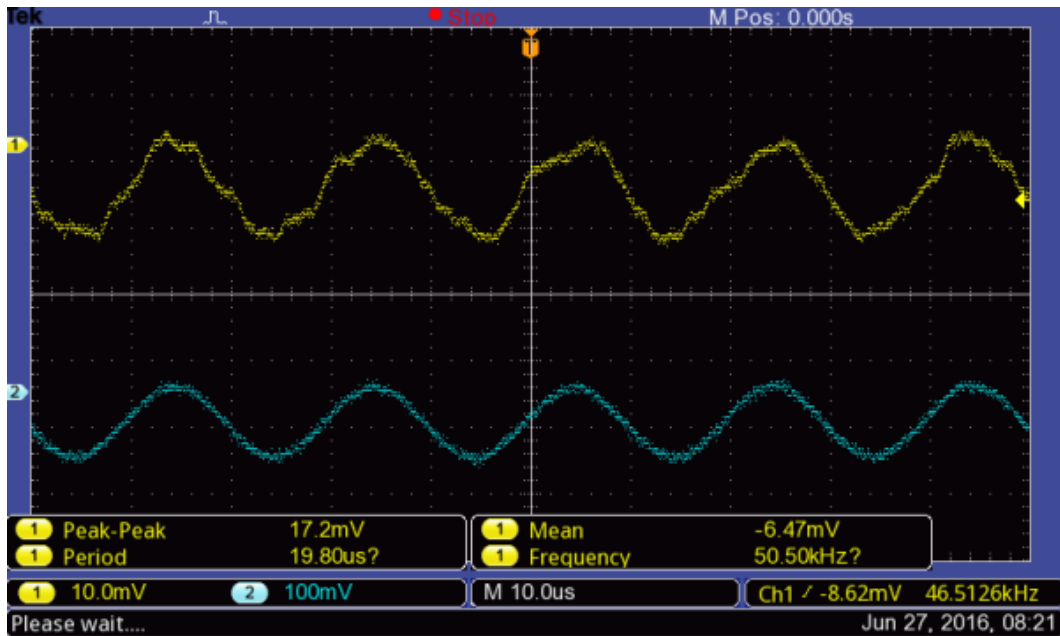 Tek Stop M Pos: 0.000s
T
1
2
1 Peak-Peak 17.2mV 1 Mean -6.47mV
1 Period 19.80us? 1 Frequency 50.50kHz?
1 10.0mV 2 100mV M 10.0us Ch1 / -8.62mV 46.5126kHz
Please wait.... Jun 27, 2016, 08:21